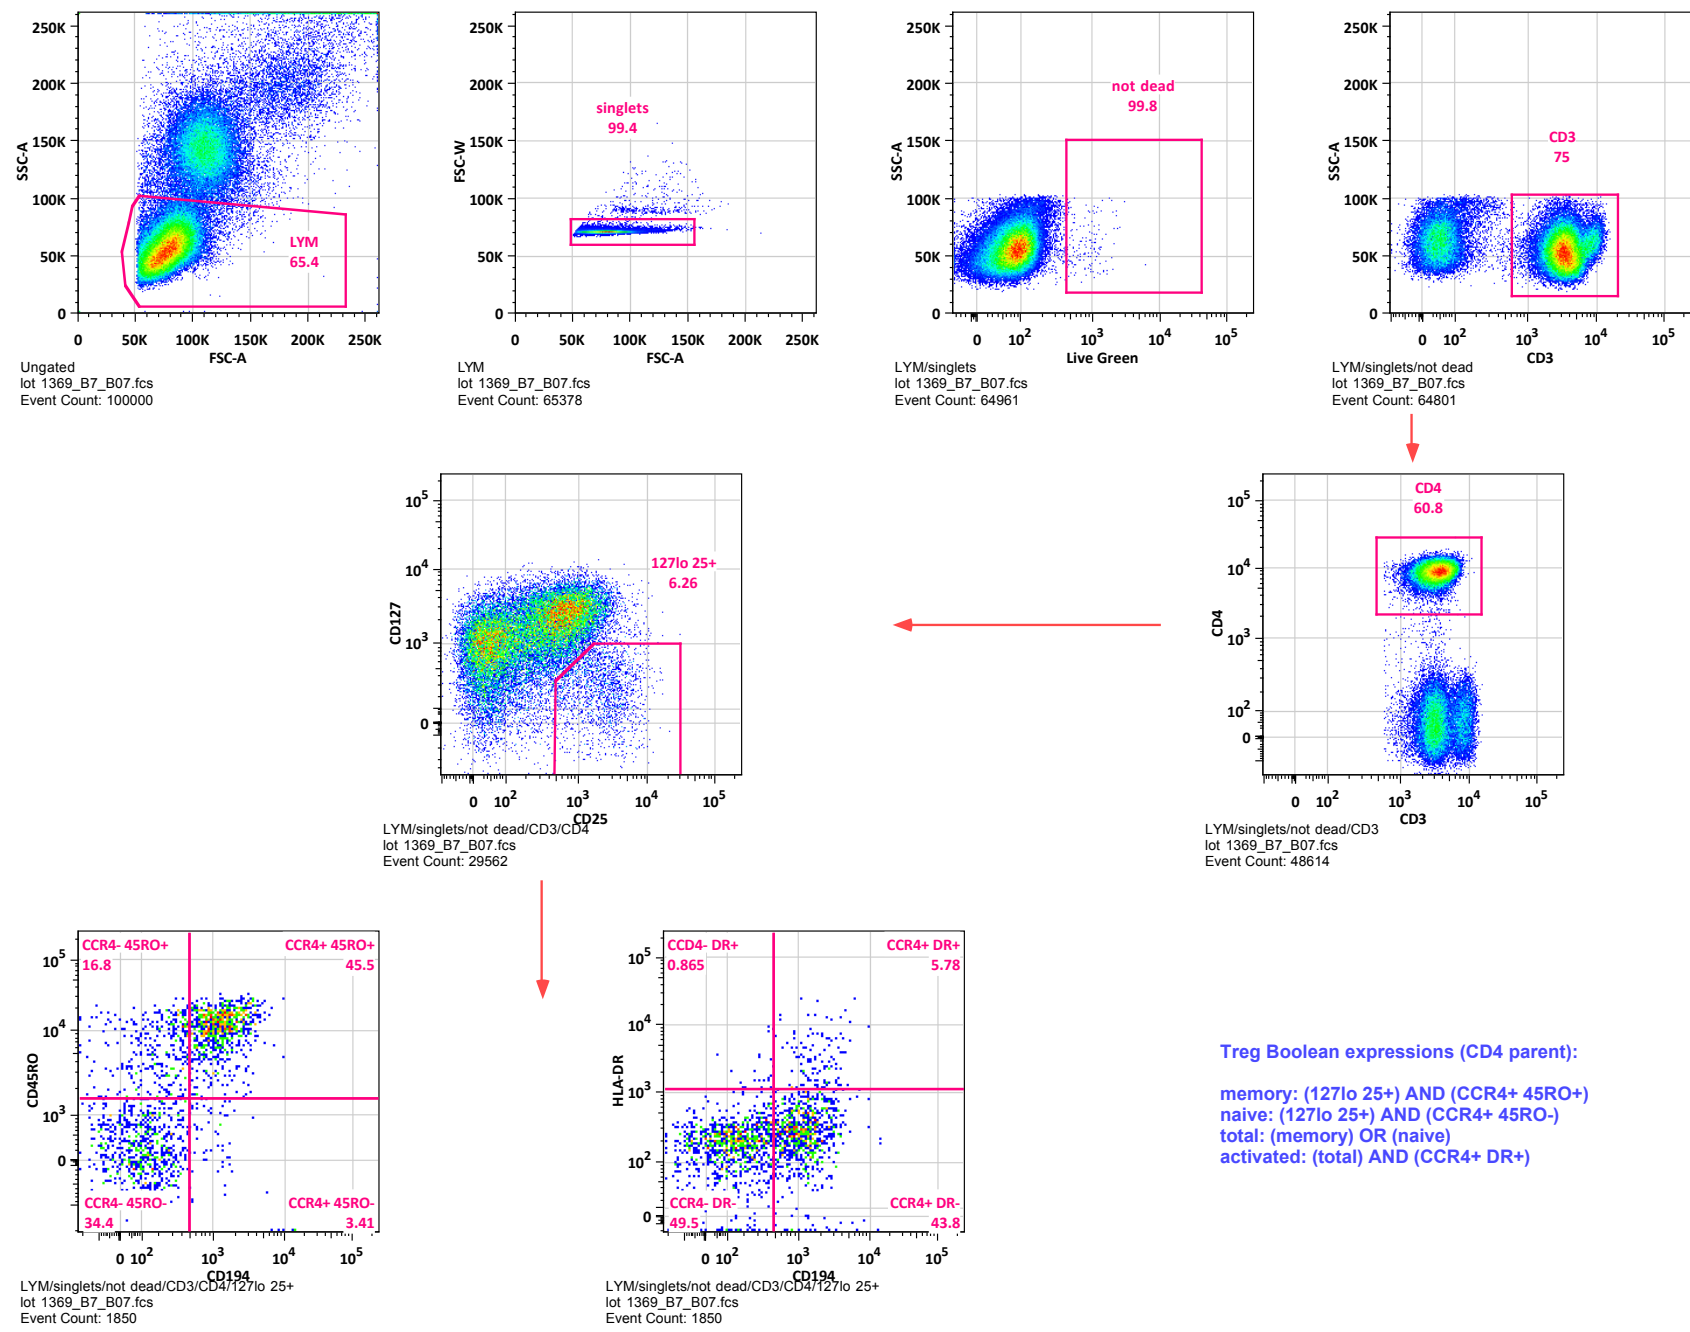 250K
200K
150K
100K
50K
0
SSC-A
LYM
65.4
0 50K 100K 150K 200K 250K
FSC-A
Ungated
lot 1369_B7_B07.fcs
Event Count: 100000
250K
200K
150K
100K
50K
0
FSC-W
singlets
99.4
0 50K 100K 150K 200K 250K
FSC-A
LYM
lot 1369_B7_B07.fcs
Event Count: 65378
250K
200K
150K
100K
50K
0
SSC-A
not dead
99.8
0 10^2 10^3 10^4 10^5
Live Green
LYM/singlets
lot 1369_B7_B07.fcs
Event Count: 64961
250K
200K
150K
100K
50K
0
SSC-A
CD3
75
0 10^2 10^3 10^4 10^5
CD3
LYM/singlets/not dead
lot 1369_B7_B07.fcs
Event Count: 64801
10^5
10^4
10^3
0
CD127
127lo 25+
6.26
0 10^2 10^3 10^4 10^5
CD25
LYM/singlets/not dead/CD3/CD4
lot 1369_B7_B07.fcs
Event Count: 29562
10^5
10^4
10^3
10^2
0
CD4
CD4
60.8
0 10^2 10^3 10^4 10^5
CD3
LYM/singlets/not dead/CD3
lot 1369_B7_B07.fcs
Event Count: 48614
10^5
10^4
10^3
0
CD45RO
CCR4- 45RO+
16.8
CCR4+ 45RO+
45.5
CCR4- 45RO-
34.4
CCR4+ 45RO-
3.41
0 10^2 10^3 10^4 10^5
CD194
LYM/singlets/not dead/CD3/CD4/127lo 25+
lot 1369_B7_B07.fcs
Event Count: 1850
10^5
10^4
10^3
10^2
0
HLA-DR
CCD4- DR+
0.865
CCR4+ DR+
5.78
CCR4- DR-
49.5
CCR4+ DR-
43.8
0 10^2 10^3 10^4 10^5
CD194
LYM/singlets/not dead/CD3/CD4/127lo 25+
lot 1369_B7_B07.fcs
Event Count: 1850
Treg Boolean expressions (CD4 parent):
memory: (127lo 25+) AND (CCR4+ 45RO+)
naive: (127lo 25+) AND (CCR4+ 45RO-)
total: (memory) OR (naive)
activated: (total) AND (CCR4+ DR+)